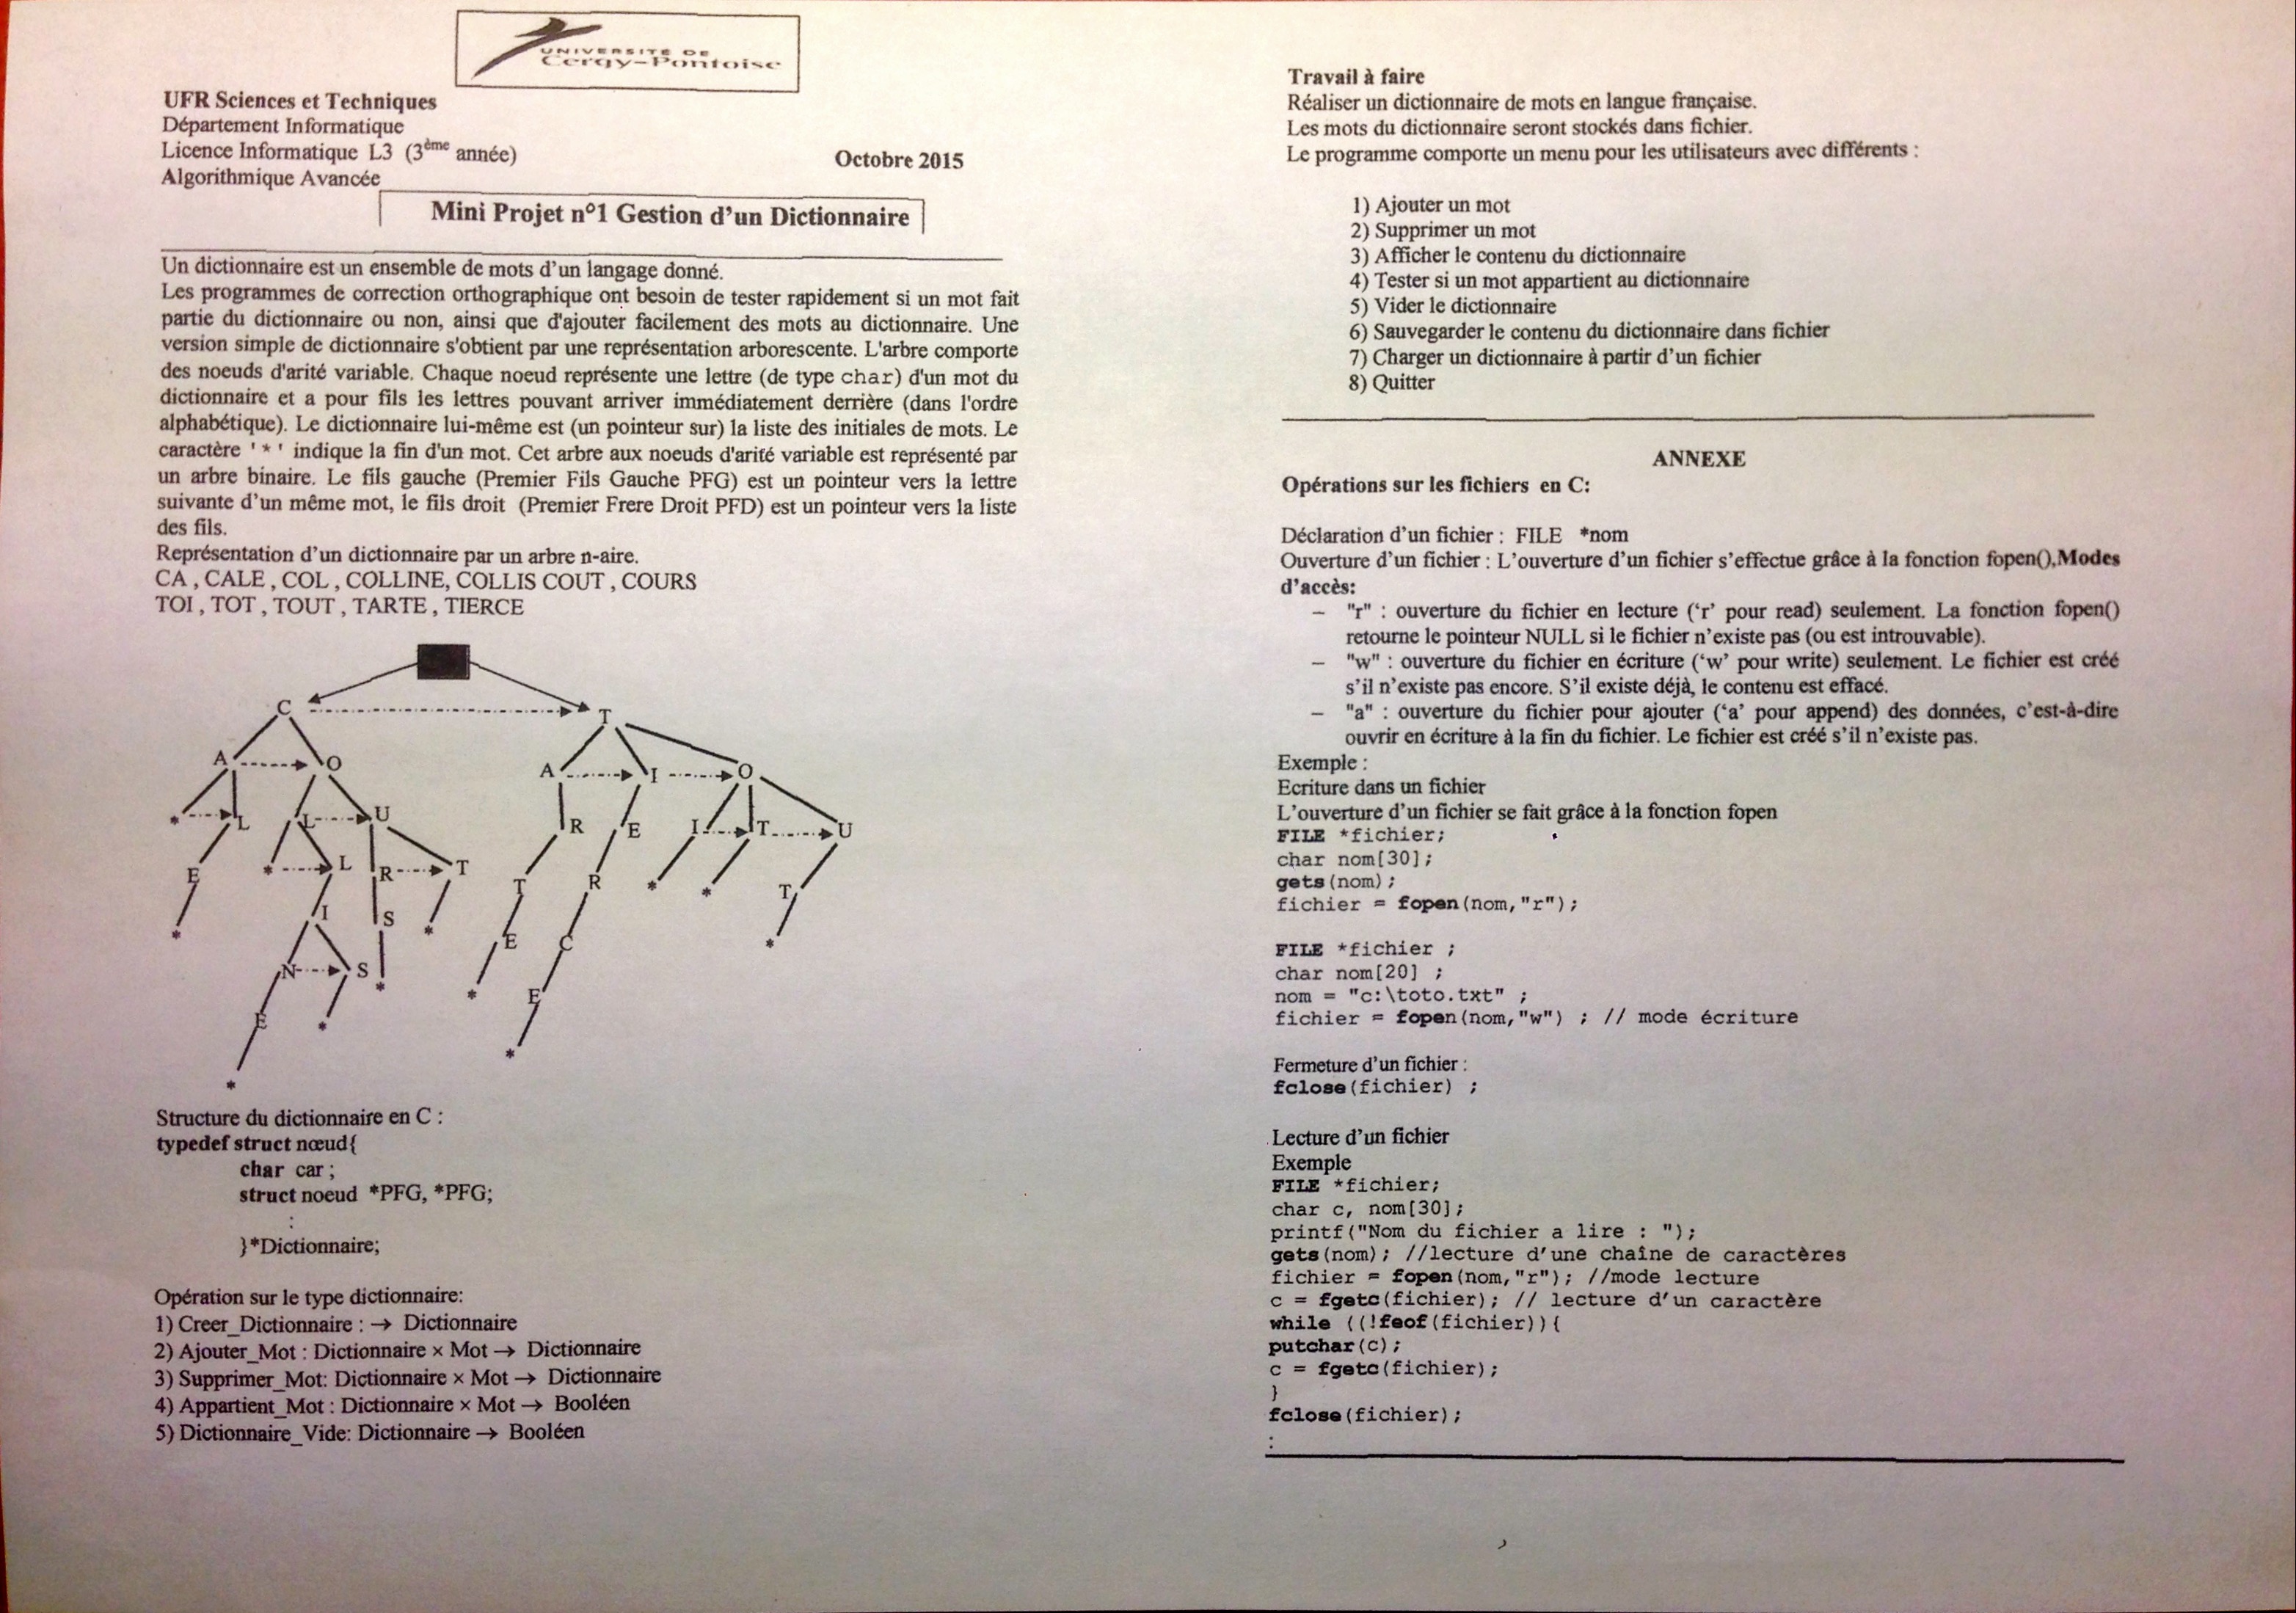 UNIVERSITE DE
Cergy-Pontoise
UFR Sciences et Techniques
Département Informatique
Licence Informatique L3 (3ème année)
Octobre 2015
Algorithmique Avancée
Mini Projet n°1 Gestion d'un Dictionnaire
Un dictionnaire est un ensemble de mots d'un langage donné.
Les programmes de correction orthographique ont besoin de tester rapidement si un mot fait
partie du dictionnaire ou non, ainsi que d'ajouter facilement des mots au dictionnaire. Une
version simple de dictionnaire s'obtient par une représentation arborescente. L'arbre comporte
des noeuds d'arité variable. Chaque noeud représente une lettre (de type char) d'un mot du
dictionnaire et a pour fils les lettres pouvant arriver immédiatement derrière (dans l'ordre
alphabétique). Le dictionnaire lui-même est (un pointeur sur) la liste des initiales de mots. Le
caractère '*' indique la fin d'un mot. Cet arbre aux noeuds d'arité variable est représenté par
un arbre binaire. Le fils gauche (Premier Fils Gauche PFG) est un pointeur vers la lettre
suivante d'un même mot, le fils droit (Premier Frere Droit PFD) est un pointeur vers la liste
des fils.
Représentation d'un dictionnaire par un arbre n-aire.
CA , CALE , COL , COLLINE, COLLIS COUT , COURS
TOI , TOT , TOUT , TARTE , TIERCE
C T
A O A I O
* L L U R E I T U
E * L R T T R * * T
* I S * E C *
N S * * E
E * *
*
Structure du dictionnaire en C :
typedef struct nœud{
char car ;
struct noeud *PFG, *PFG;
:
}*Dictionnaire;
Opération sur le type dictionnaire:
1) Creer_Dictionnaire : → Dictionnaire
2) Ajouter_Mot : Dictionnaire × Mot → Dictionnaire
3) Supprimer_Mot: Dictionnaire × Mot → Dictionnaire
4) Appartient_Mot : Dictionnaire × Mot → Booléen
5) Dictionnaire_Vide: Dictionnaire → Booléen
Travail à faire
Réaliser un dictionnaire de mots en langue française.
Les mots du dictionnaire seront stockés dans fichier.
Le programme comporte un menu pour les utilisateurs avec différents :
1) Ajouter un mot
2) Supprimer un mot
3) Afficher le contenu du dictionnaire
4) Tester si un mot appartient au dictionnaire
5) Vider le dictionnaire
6) Sauvegarder le contenu du dictionnaire dans fichier
7) Charger un dictionnaire à partir d'un fichier
8) Quitter
ANNEXE
Opérations sur les fichiers en C:
Déclaration d'un fichier : FILE *nom
Ouverture d'un fichier : L'ouverture d'un fichier s'effectue grâce à la fonction fopen(),Modes
d'accès:
– "r" : ouverture du fichier en lecture ('r' pour read) seulement. La fonction fopen()
retourne le pointeur NULL si le fichier n'existe pas (ou est introuvable).
– "w" : ouverture du fichier en écriture ('w' pour write) seulement. Le fichier est créé
s'il n'existe pas encore. S'il existe déjà, le contenu est effacé.
– "a" : ouverture du fichier pour ajouter ('a' pour append) des données, c'est-à-dire
ouvrir en écriture à la fin du fichier. Le fichier est créé s'il n'existe pas.
Exemple :
Ecriture dans un fichier
L'ouverture d'un fichier se fait grâce à la fonction fopen
FILE *fichier;
char nom[30];
gets(nom);
fichier = fopen(nom,"r");
FILE *fichier ;
char nom[20] ;
nom = "c:\toto.txt" ;
fichier = fopen(nom,"w") ; // mode écriture
Fermeture d'un fichier :
fclose(fichier) ;
Lecture d'un fichier
Exemple
FILE *fichier;
char c, nom[30];
printf("Nom du fichier a lire : ");
gets(nom); //lecture d'une chaîne de caractères
fichier = fopen(nom,"r"); //mode lecture
c = fgetc(fichier); // lecture d'un caractère
while ((!feof(fichier)){
putchar(c);
c = fgetc(fichier);
}
fclose(fichier);
: